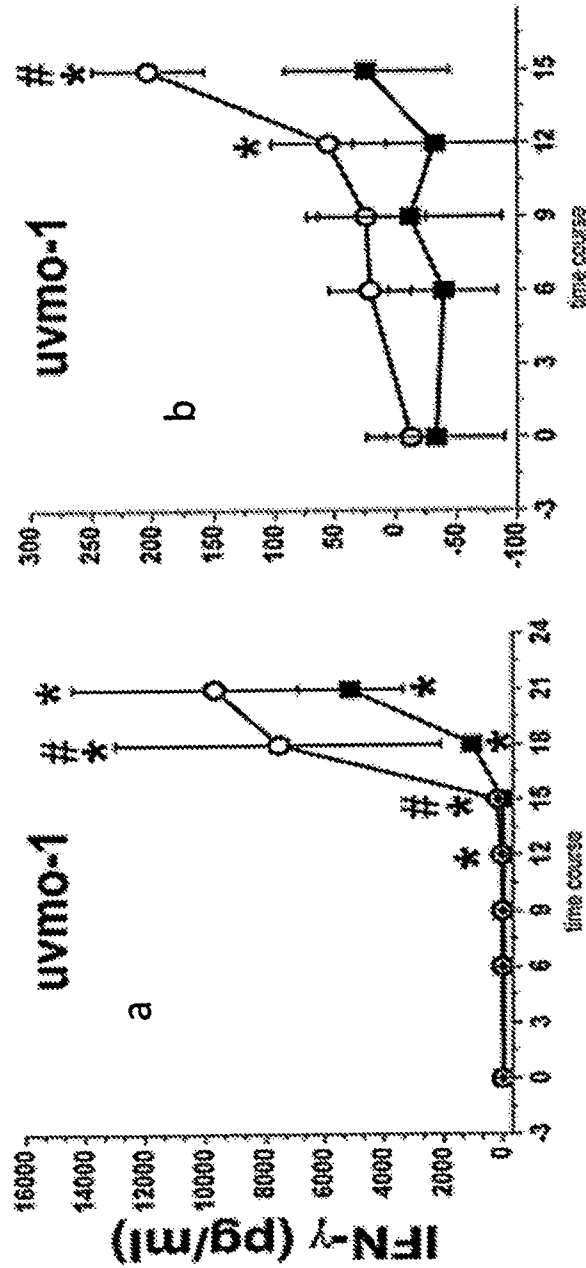 uvmo-1
a
IFN-γ (pg/ml)
16000
14000
12000
10000
8000
6000
4000
2000
0
-3 0 3 6 9 12 15 18 21 24
time course
* # * # * * * *
uvmo-1
b
300
250
200
150
100
50
0
-50
-100
-3 0 3 6 9 12 15
time course
* # *